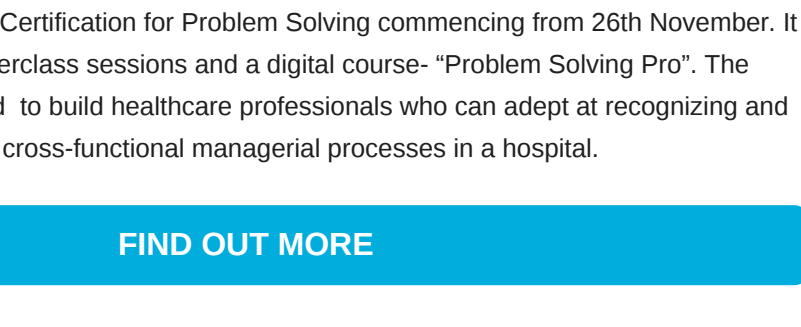 Certification for Problem Solving commencing from 26th November. It
sessions and a digital course- “Problem Solving Pro”. The
to build healthcare professionals who can adept at recognizing and
cross-functional managerial processes in a hospital.
FIND OUT MORE